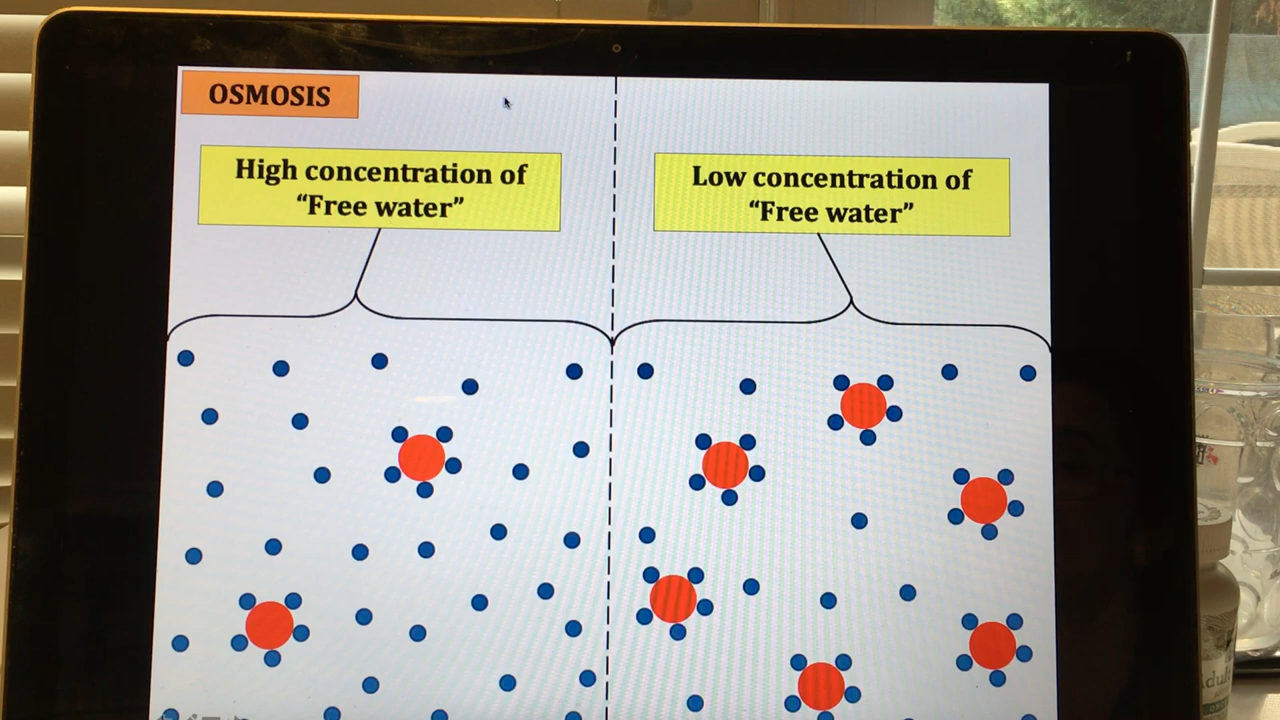 OSMOSIS
High concentration of
“Free water”
Low concentration of
“Free water”